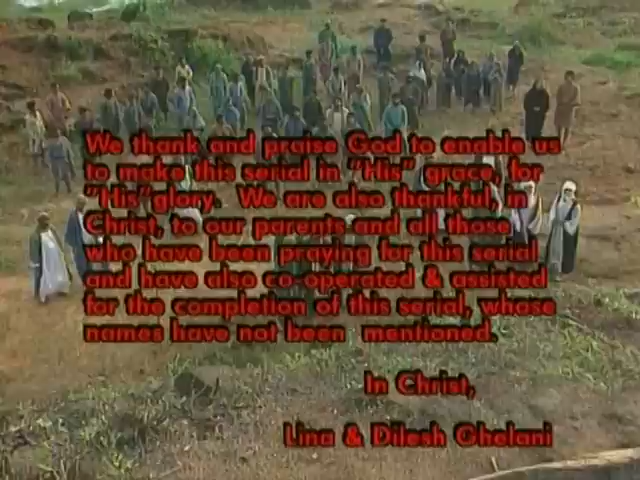 We thank and praise God to enable us
to make this serial in "His" grace, for
"His"glory. We are also thankful, in
Christ, to our parents and all those
who have been praying for this serial
and have also co-operated & assisted
for the completion of this serial, whose
names have not been mentioned.
In Christ,
Lina & Dilesh Ghelani